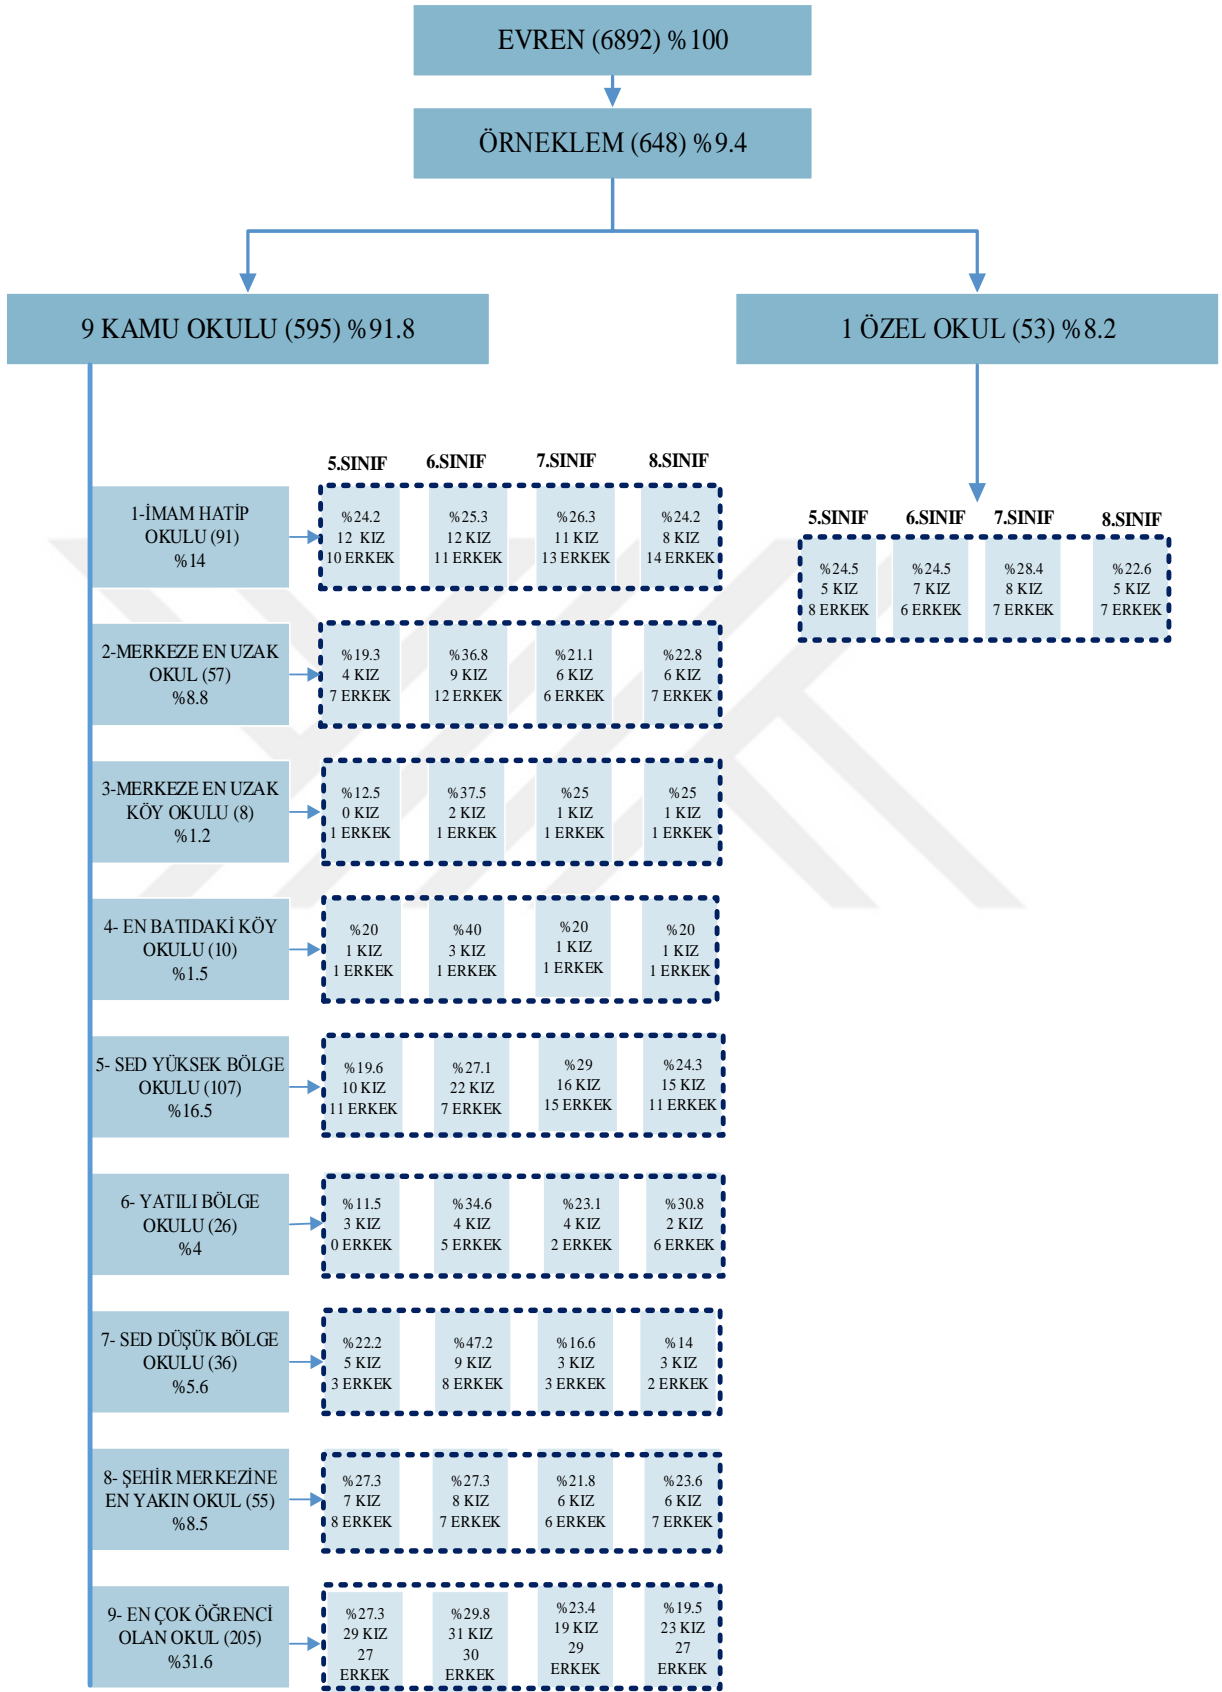 EVREN (6892) %100
ÖRNEKLEM (648) %9.4
9 KAMU OKULU (595) %91.8
1 ÖZEL OKUL (53) %8.2
5.SINIF 6.SINIF 7.SINIF 8.SINIF
1-İMAM HATİP
OKULU (91)
%14
%24.2
12 KIZ
10 ERKEK
%25.3
12 KIZ
11 ERKEK
%26.3
11 KIZ
13 ERKEK
%24.2
8 KIZ
14 ERKEK
5.SINIF 6.SINIF 7.SINIF 8.SINIF
%24.5
5 KIZ
8 ERKEK
%24.5
7 KIZ
6 ERKEK
%28.4
8 KIZ
7 ERKEK
%22.6
5 KIZ
7 ERKEK
2-MERKEZE EN UZAK
OKUL (57)
%8.8
%19.3
4 KIZ
7 ERKEK
%36.8
9 KIZ
12 ERKEK
%21.1
6 KIZ
6 ERKEK
%22.8
6 KIZ
7 ERKEK
3-MERKEZE EN UZAK
KÖY OKULU (8)
%1.2
%12.5
0 KIZ
1 ERKEK
%37.5
2 KIZ
1 ERKEK
%25
1 KIZ
1 ERKEK
%25
1 KIZ
1 ERKEK
4- EN BATIDAKİ KÖY
OKULU (10)
%1.5
%20
1 KIZ
1 ERKEK
%40
3 KIZ
1 ERKEK
%20
1 KIZ
1 ERKEK
%20
1 KIZ
1 ERKEK
5- SED YÜKSEK BÖLGE
OKULU (107)
%16.5
%19.6
10 KIZ
11 ERKEK
%27.1
22 KIZ
7 ERKEK
%29
16 KIZ
15 ERKEK
%24.3
15 KIZ
11 ERKEK
6- YATILI BÖLGE
OKULU (26)
%4
%11.5
3 KIZ
0 ERKEK
%34.6
4 KIZ
5 ERKEK
%23.1
4 KIZ
2 ERKEK
%30.8
2 KIZ
6 ERKEK
7- SED DÜŞÜK BÖLGE
OKULU (36)
%5.6
%22.2
5 KIZ
3 ERKEK
%47.2
9 KIZ
8 ERKEK
%16.6
3 KIZ
3 ERKEK
%14
3 KIZ
2 ERKEK
8- ŞEHİR MERKEZİNE
EN YAKIN OKUL (55)
%8.5
%27.3
7 KIZ
8 ERKEK
%27.3
8 KIZ
7 ERKEK
%21.8
6 KIZ
6 ERKEK
%23.6
6 KIZ
7 ERKEK
9- EN ÇOK ÖĞRENCİ
OLAN OKUL (205)
%31.6
%27.3
29 KIZ
27
ERKEK
%29.8
31 KIZ
30
ERKEK
%23.4
19 KIZ
29
ERKEK
%19.5
23 KIZ
27
ERKEK